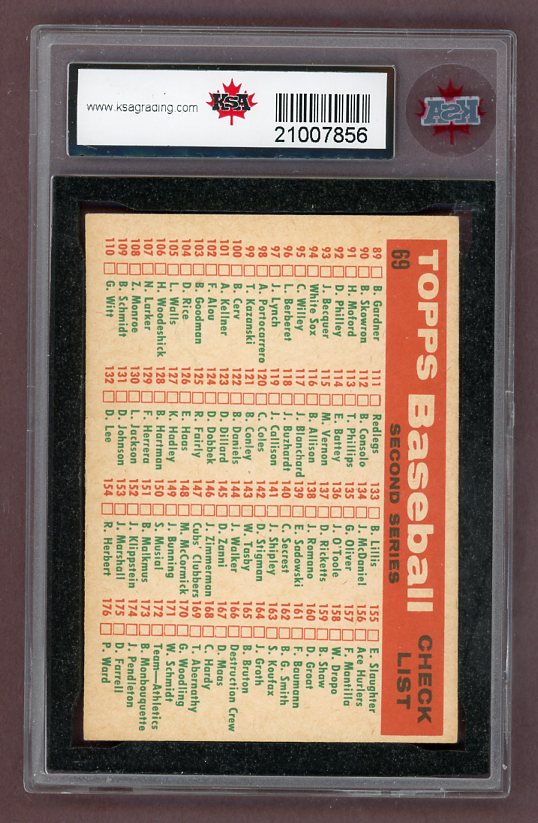 www.ksagrading.com
KSA
21007856
KSA
69
TOPPS Baseball CHECK LIST
SECOND SERIES
89 B. Gardner
90 B. Skowron
91 H. Moford
92 D. Philley
93 J. Becquer
94 White Sox
95 C. Willey
96 L. Berberet
97 J. Lynch
98 A. Portocarrero
99 T. Kazanski
100 B. Cerv
101 A. Kellner
102 F. Alou
103 B. Goodman
104 D. Rice
105 L. Walls
106 H. Woodeshick
107 N. Larker
108 Z. Monroe
109 B. Schmidt
110 G. Witt
111 Redlegs
112 B. Consolo
113 T. Phillips
114 E. Battey
115 M. Vernon
116 B. Allison
117 J. Blanchard
118 J. Buzhardt
119 J. Callison
120 C. Coles
121 B. Conley
122 B. Daniels
123 D. Dillard
124 D. Dobbek
125 R. Fairly
126 E. Haas
127 K. Hadley
128 B. Hartman
129 F. Herrera
130 L. Jackson
131 D. Johnson
132 D. Lee
133 B. Lillis
134 J. McDaniel
135 G. Oliver
136 J. O'Toole
137 D. Ricketts
138 J. Romano
139 E. Sadowski
140 C. Secrest
141 J. Shipley
142 D. Stigman
143 W. Tasby
144 J. Walker
145 D. Zanni
146 J. Zimmerman
147 Cubs' Clubbers
148 M. McCormick
149 J. Bunning
150 S. Musial
151 B. Malkmus
152 J. Klippstein
153 J. Marshall
154 R. Herbert
155 E. Slaughter
156 Ace Hurlers
157 F. Mantilla
158 W. Dropo
159 B. Shaw
160 D. Groat
161 F. Baumann
162 B. G. Smith
163 S. Koufax
164 J. Groth
165 B. Bruton
166 Destruction Crew
167 D. Maas
168 C. Hardy
169 T. Abernathy
170 G. Woodling
171 W. Schmidt
172 Team—Athletics
173 B. Monbouquette
174 J. Pendleton
175 D. Farrell
176 P. Ward